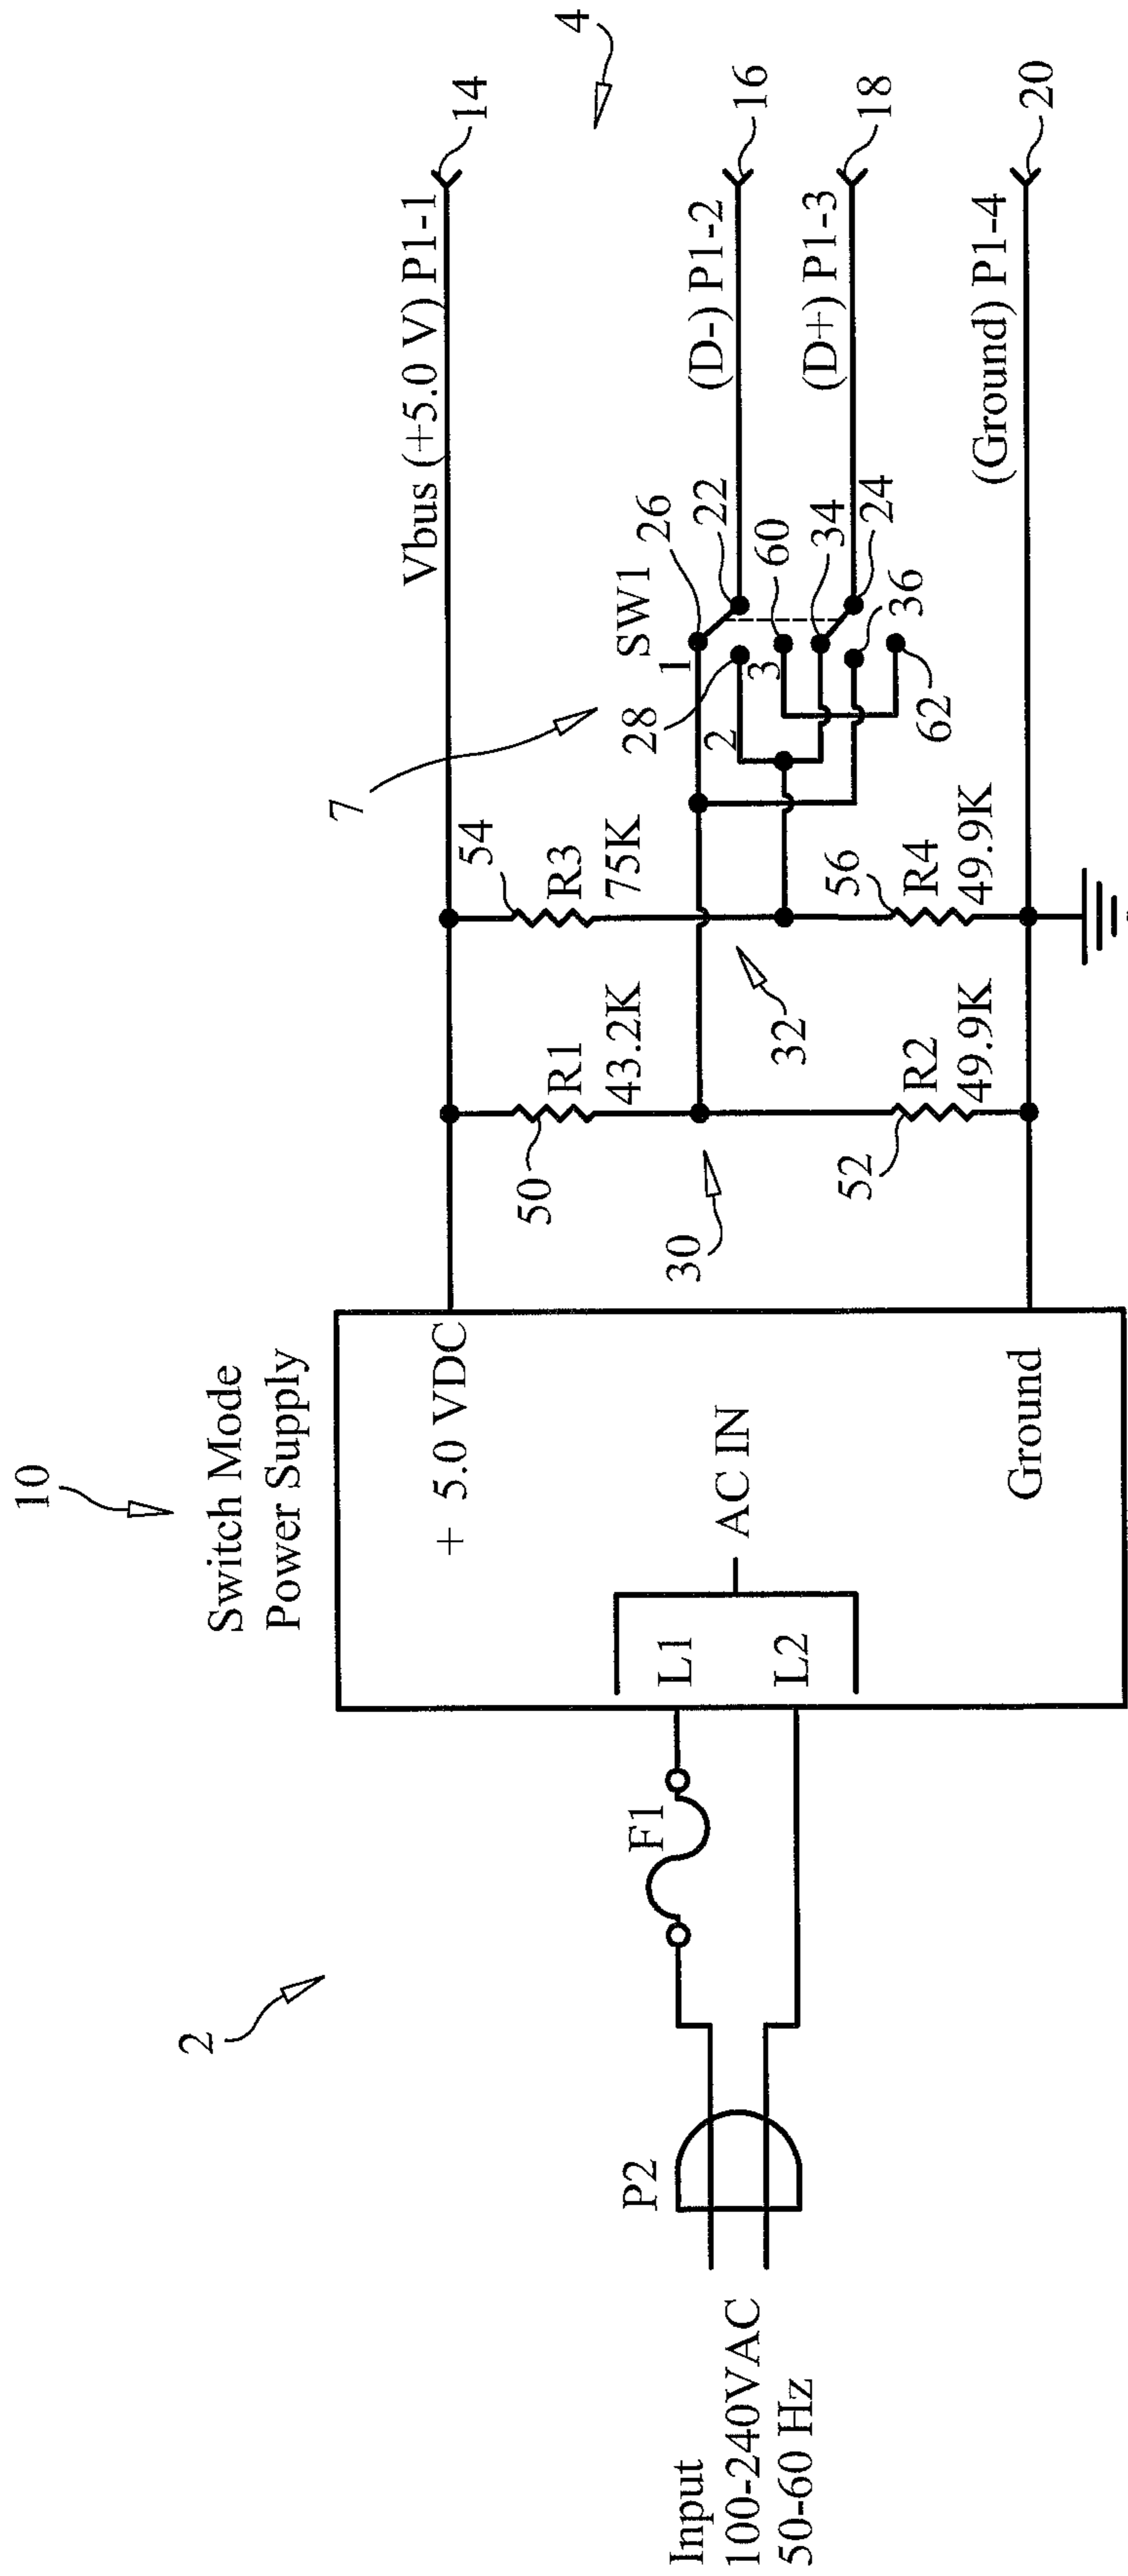 10
Switch Mode
Power Supply
2
7
4
Input
100-240VAC
50-60 Hz
P2
F1
L1
L2
AC IN
+ 5.0 VDC
Ground
Vbus (+5.0 V) P1-1
14
50
R1
43.2K
54
R3
75K
30
32
52
R2
49.9K
56
R4
49.9K
SW1
1
26
28
2
22
3
60
34
36
24
62
(D-) P1-2
16
(D+) P1-3
18
(Ground) P1-4
20